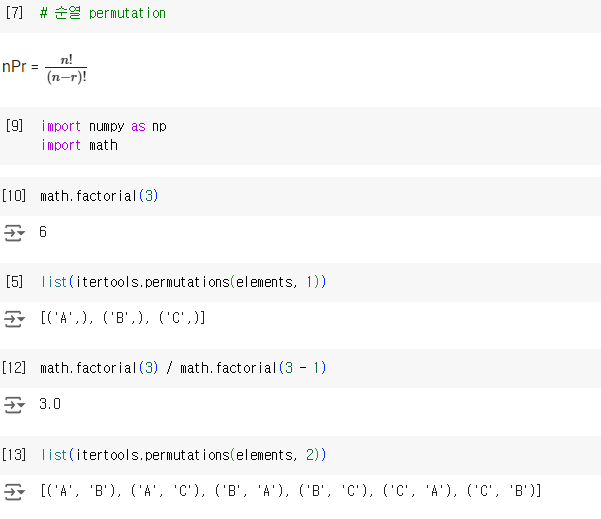 [7] # 순열 permutation
nPr = n! / (n−r)!
[9] import numpy as np
import math
[10] math.factorial(3)
6
[5] list(itertools.permutations(elements, 1))
[('A',), ('B',), ('C',)]
[12] math.factorial(3) / math.factorial(3 - 1)
3.0
[13] list(itertools.permutations(elements, 2))
[('A', 'B'), ('A', 'C'), ('B', 'A'), ('B', 'C'), ('C', 'A'), ('C', 'B')]